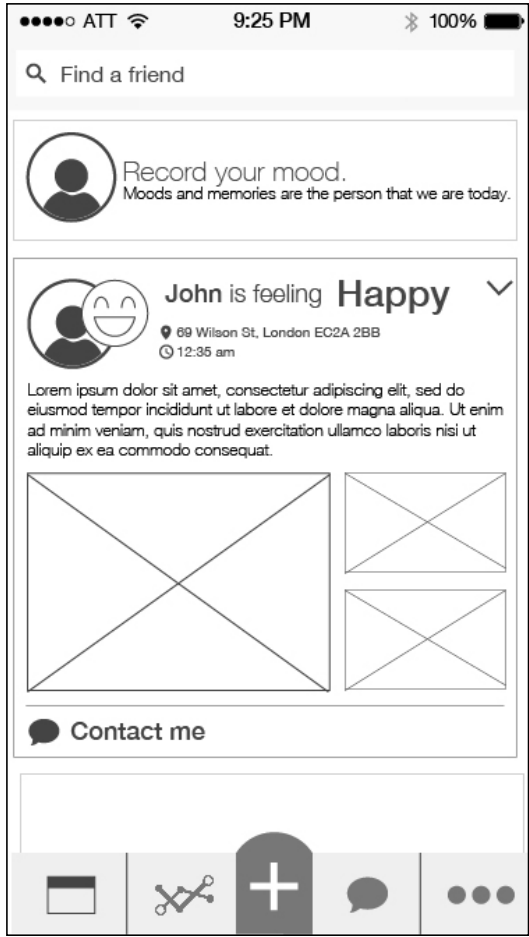 ATT 9:25 PM 100%
Find a friend
Record your mood.
Moods and memories are the person that we are today.
John is feeling Happy
69 Wilson St, London EC2A 2BB
12:35 am
Lorem ipsum dolor sit amet, consectetur adipiscing elit, sed do
eiusmod tempor incididunt ut labore et dolore magna aliqua. Ut enim
ad minim veniam, quis nostrud exercitation ullamco laboris nisi ut
aliquip ex ea commodo consequat.
Contact me